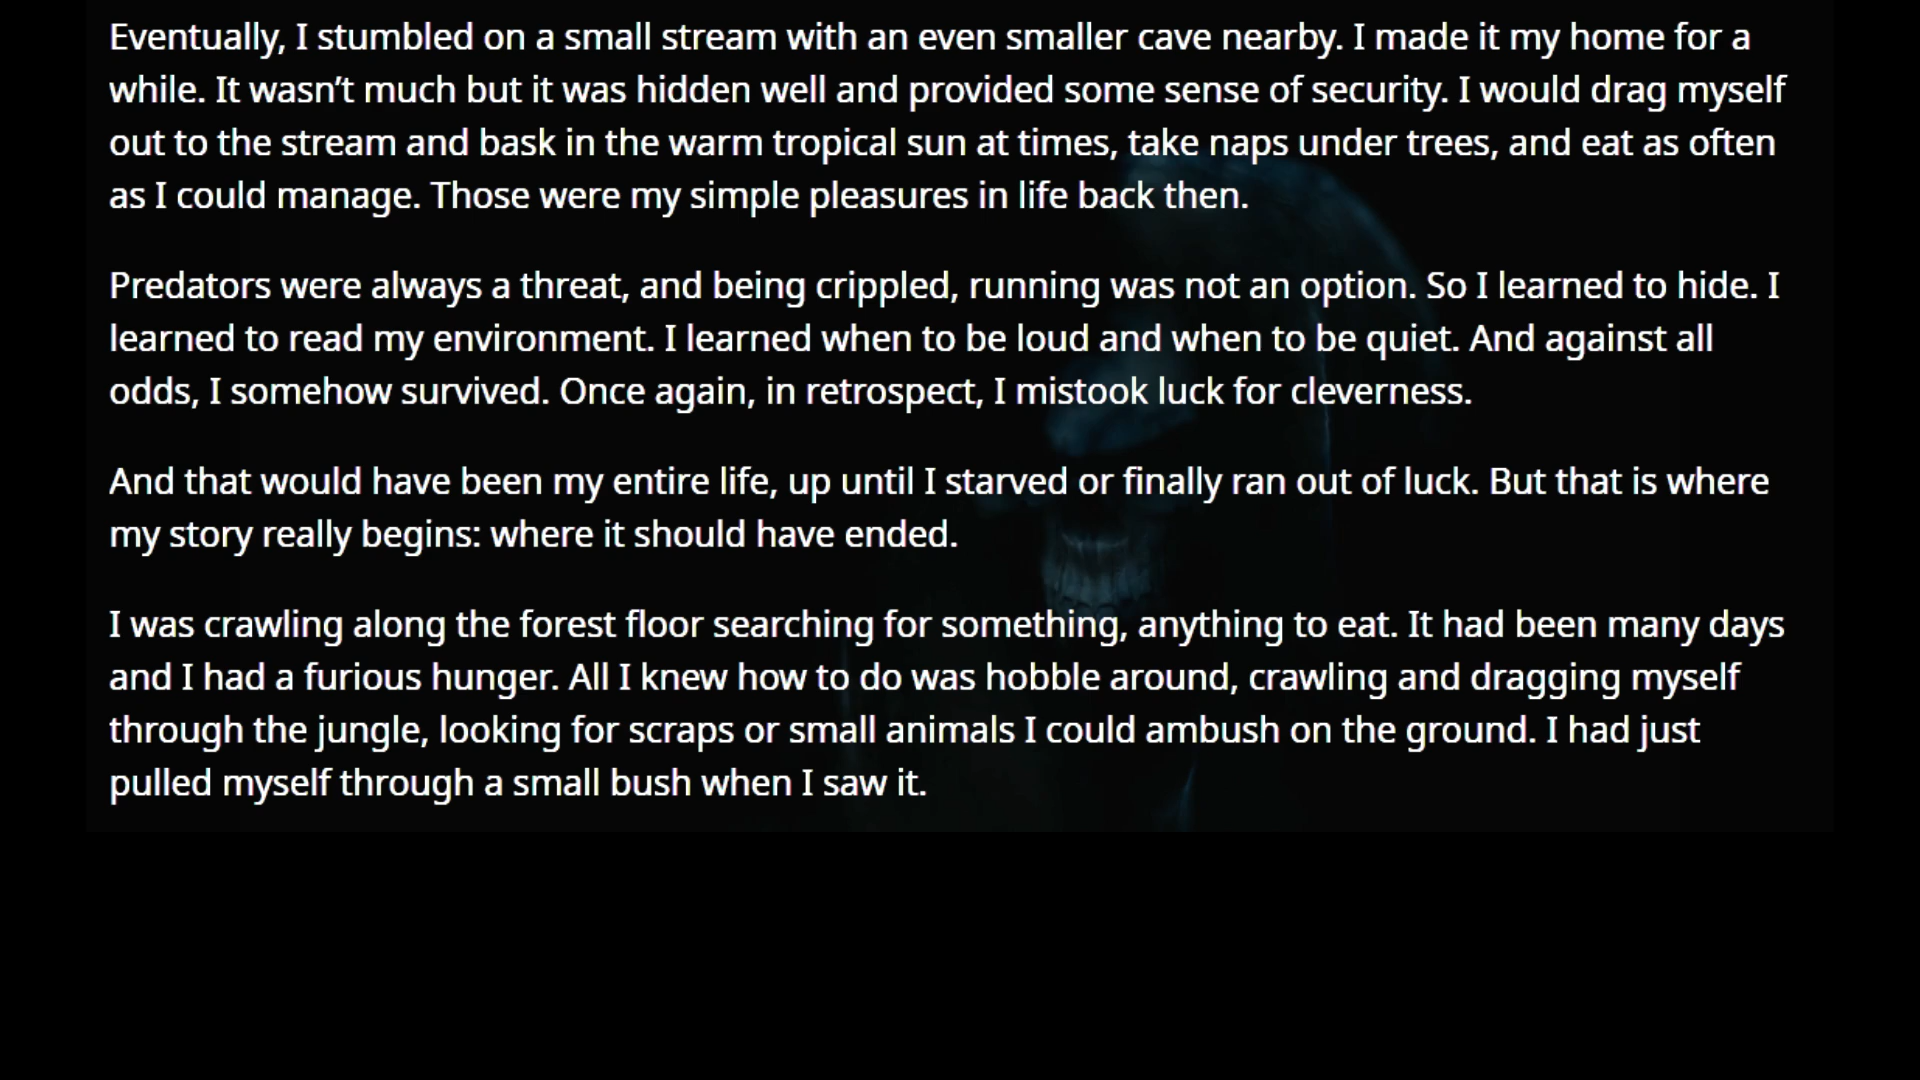 Eventually, I stumbled on a small stream with an even smaller cave nearby. I made it my home for a
while. It wasn’t much but it was hidden well and provided some sense of security. I would drag myself
out to the stream and bask in the warm tropical sun at times, take naps under trees, and eat as often
as I could manage. Those were my simple pleasures in life back then.
Predators were always a threat, and being crippled, running was not an option. So I learned to hide. I
learned to read my environment. I learned when to be loud and when to be quiet. And against all
odds, I somehow survived. Once again, in retrospect, I mistook luck for cleverness.
And that would have been my entire life, up until I starved or finally ran out of luck. But that is where
my story really begins: where it should have ended.
I was crawling along the forest floor searching for something, anything to eat. It had been many days
and I had a furious hunger. All I knew how to do was hobble around, crawling and dragging myself
through the jungle, looking for scraps or small animals I could ambush on the ground. I had just
pulled myself through a small bush when I saw it.